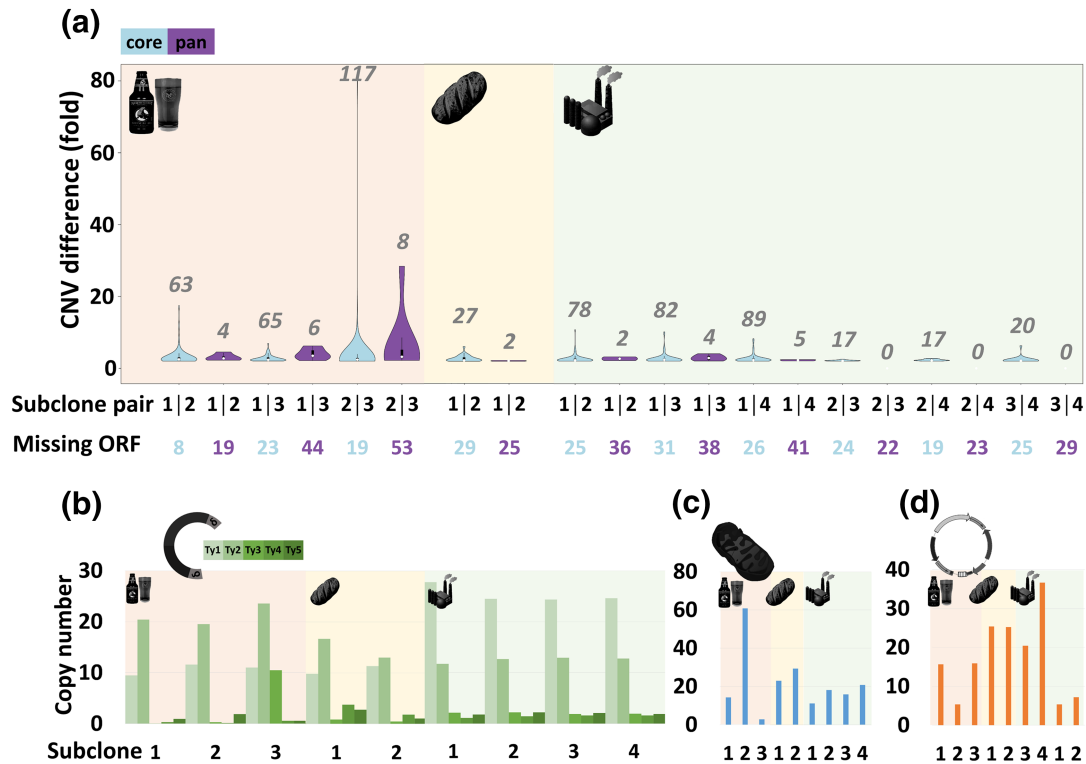 (a)
core pan
CNV difference (fold)
80
60
40
20
0
63 4 65 6 117 8 27 2 78 2 82 4 89 5 17 0 17 0 20 0
Subclone pair 1|2 1|2 1|3 1|3 2|3 2|3 1|2 1|2 1|2 1|2 1|3 1|3 1|4 1|4 2|3 2|3 2|4 2|4 3|4 3|4
Missing ORF 8 19 23 44 19 53 29 25 25 36 31 38 26 41 24 22 19 23 25 29
(b)
Ty1 Ty2 Ty3 Ty4 Ty5
Copy number
30
20
10
0
Subclone 1 2 3 1 2 1 2 3 4
(c)
80
60
40
20
0
1 2 3 1 2 1 2 3 4
(d)
40
30
20
10
0
1 2 3 1 2 3 4 1 2